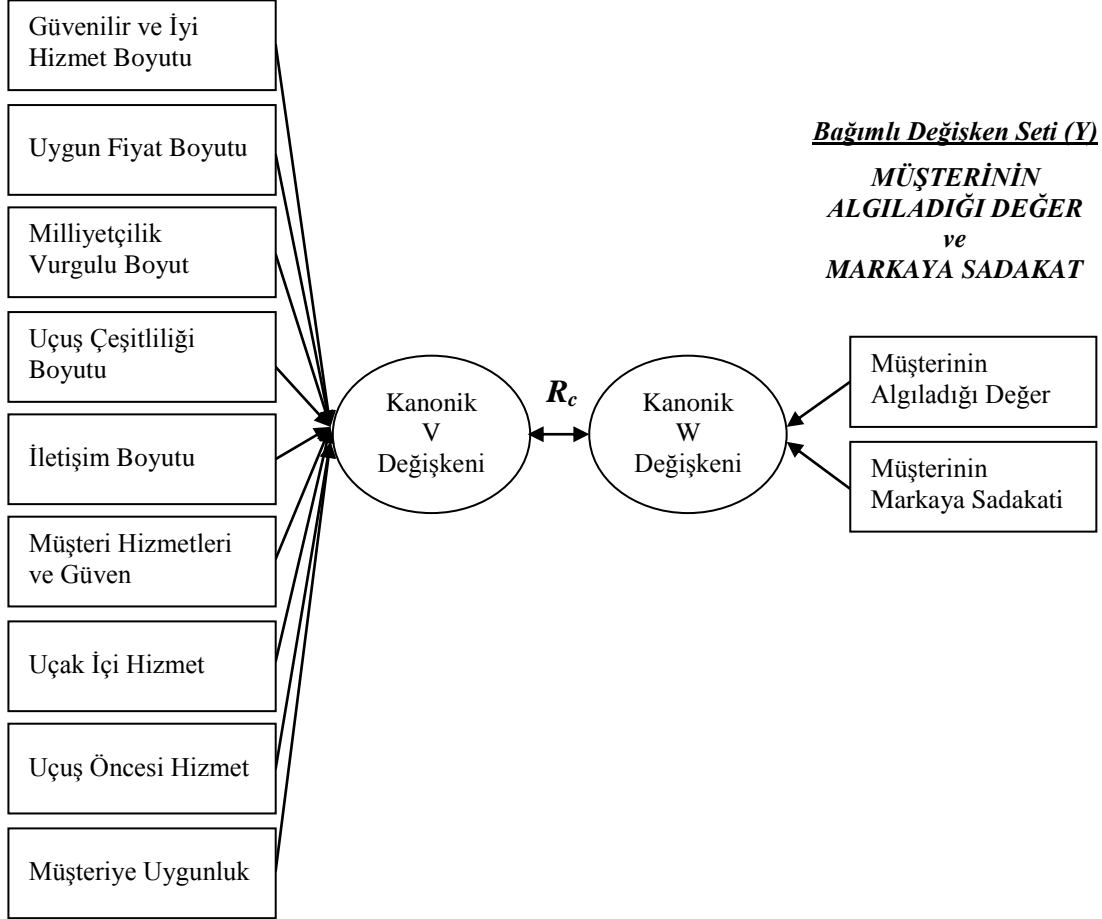 Güvenilir ve İyi
Hizmet Boyutu
Uygun Fiyat Boyutu
Milliyetçilik
Vurgulu Boyut
Uçuş Çeşitliliği
Boyutu
İletişim Boyutu
Müşteri Hizmetleri
ve Güven
Uçak İçi Hizmet
Uçuş Öncesi Hizmet
Müşteriye Uygunluk
Kanonik
V
Değişkeni
Rc
Kanonik
W
Değişkeni
Bağımlı Değişken Seti (Y)
MÜŞTERİNİN
ALGILADIĞI DEĞER
ve
MARKAYA SADAKAT
Müşterinin
Algıladığı Değer
Müşterinin
Markaya Sadakati